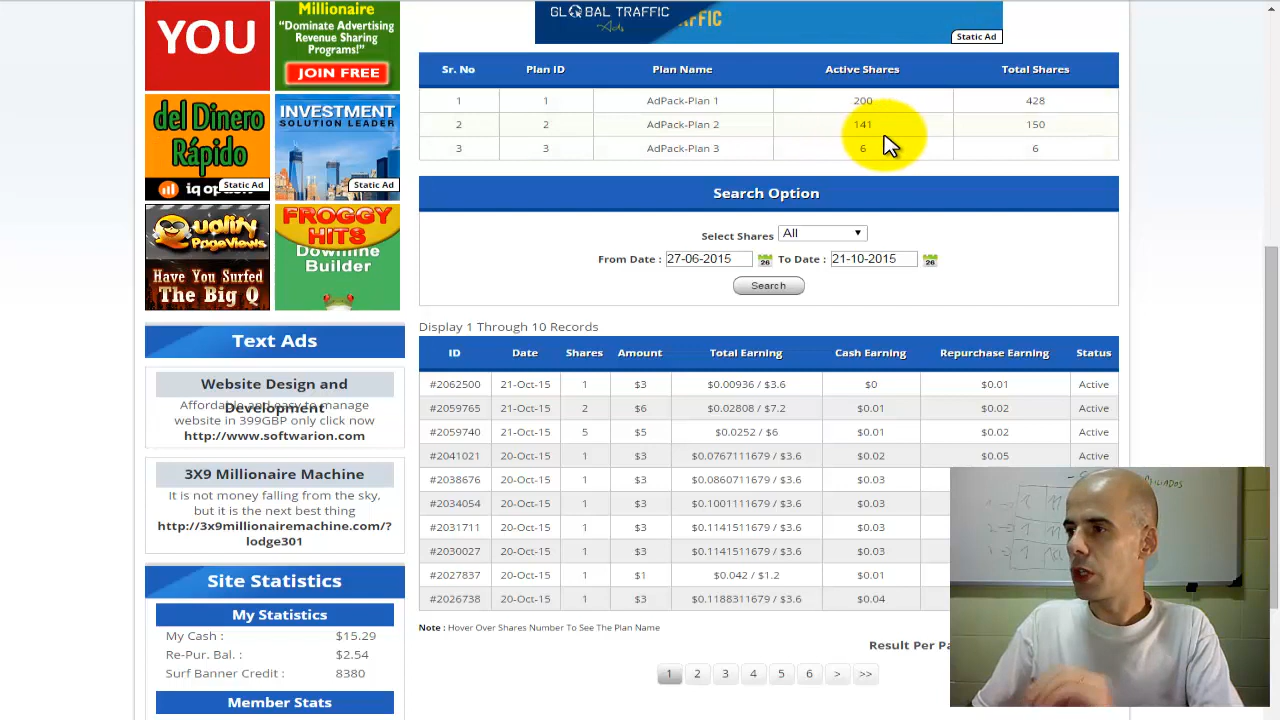 YOU
Millionaire
"Dominate Advertising
Revenue Sharing
Programs!"
JOIN FREE
GLOBAL TRAFFIC
Ads
Static Ad
del Dinero
Rápido
Static Ad
INVESTMENT
SOLUTION LEADER
Static Ad
Quality
PageViews
Have You Surfed
The Big Q
FROGGY
HITS
Downline
Builder
Text Ads
Website Design and
Development
Affordable and easy to manage
website in 399GBP only click now
http://www.softwarion.com
3X9 Millionaire Machine
It is not money falling from the sky,
but it is the next best thing
http://3x9millionairemachine.com/?
lodge301
Site Statistics
My Statistics
My Cash : $15.29
Re-Pur. Bal. : $2.54
Surf Banner Credit : 8380
Member Stats
Sr. No Plan ID Plan Name Active Shares Total Shares
1 1 AdPack-Plan 1 200 428
2 2 AdPack-Plan 2 141 150
3 3 AdPack-Plan 3 6 6
Search Option
Select Shares All
From Date : 27-06-2015 To Date : 21-10-2015
Search
Display 1 Through 10 Records
ID Date Shares Amount Total Earning Cash Earning Repurchase Earning Status
#2062500 21-Oct-15 1 $3 $0.00936 / $3.6 $0 $0.01 Active
#2059765 21-Oct-15 2 $6 $0.02808 / $7.2 $0.01 $0.02 Active
#2059740 21-Oct-15 5 $5 $0.0252 / $6 $0.01 $0.02 Active
#2041021 20-Oct-15 1 $3 $0.0767111679 / $3.6 $0.02 $0.05 Active
#2038676 20-Oct-15 1 $3 $0.0860711679 / $3.6 $0.03
#2034054 20-Oct-15 1 $3 $0.1001111679 / $3.6 $0.03
#2031711 20-Oct-15 1 $3 $0.1141511679 / $3.6 $0.03
#2030027 20-Oct-15 1 $3 $0.1141511679 / $3.6 $0.03
#2027837 20-Oct-15 1 $1 $0.042 / $1.2 $0.01
#2026738 20-Oct-15 1 $3 $0.1188311679 / $3.6 $0.04
Note : Hover Over Shares Number To See The Plan Name
Result Per
1 2 3 4 5 6 > >>